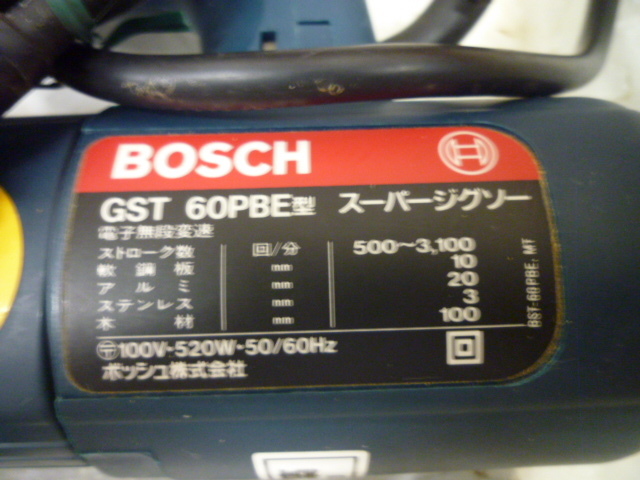 BOSCH
GST 60PBE型 スーパージグソー
電子無段変速
ストローク数 回/分 500〜3,100
軟鋼板 mm 10
アルミ mm 20
ステンレス mm 3
木材 mm 100
〒100V-520W-50/60Hz
ボッシュ株式会社
BST-60PBE, MT